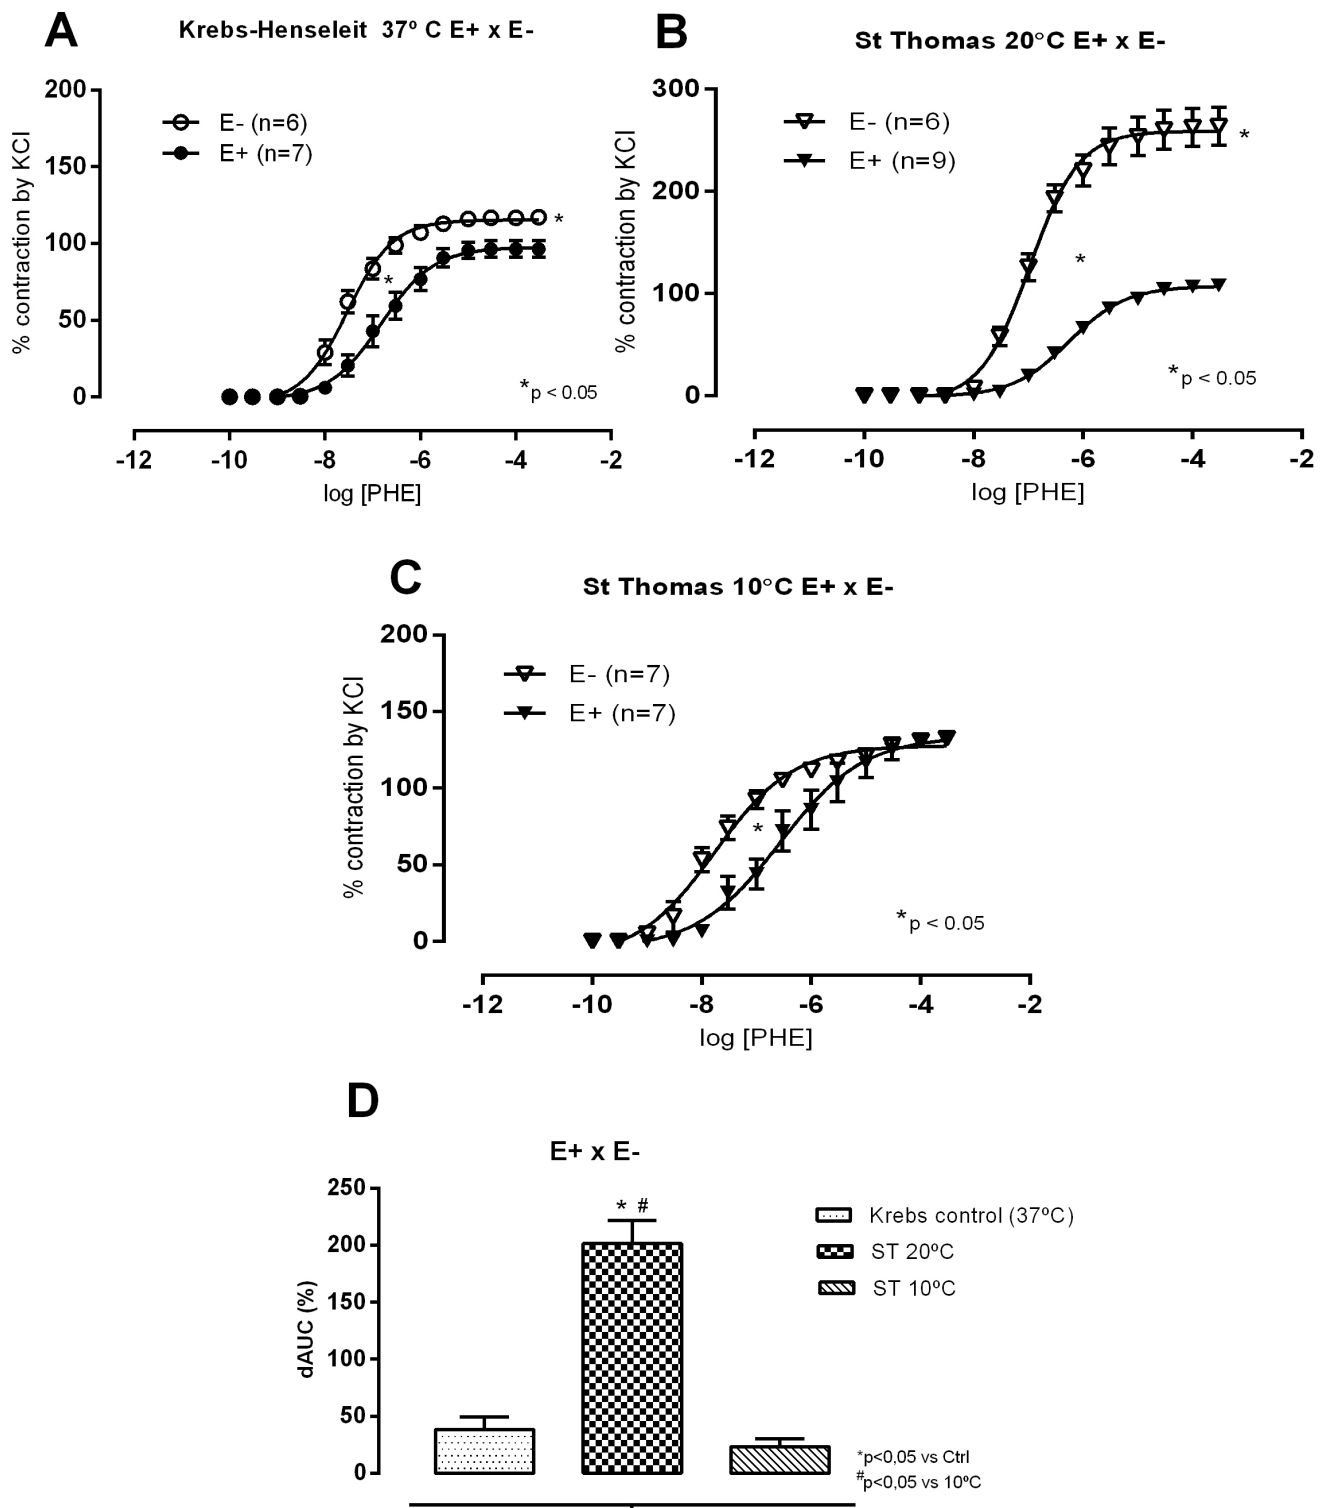 A
Krebs-Henseleit 37º C E+ x E-
200
150
100
50
0
% contraction by KCl
E- (n=6)
E+ (n=7)
*
*
*p < 0.05
-12 -10 -8 -6 -4 -2
log [PHE]
B
St Thomas 20°C E+ x E-
300
200
100
0
% contraction by KCl
E- (n=6)
E+ (n=9)
*
*
*p < 0.05
-12 -10 -8 -6 -4 -2
log [PHE]
C
St Thomas 10°C E+ x E-
200
150
100
50
0
% contraction by KCl
E- (n=7)
E+ (n=7)
*
*p < 0.05
-12 -10 -8 -6 -4 -2
log [PHE]
D
E+ x E-
250
200
150
100
50
0
dAUC (%)
* #
Krebs control (37ºC)
ST 20ºC
ST 10ºC
*p<0,05 vs Ctrl
#p<0,05 vs 10ºC